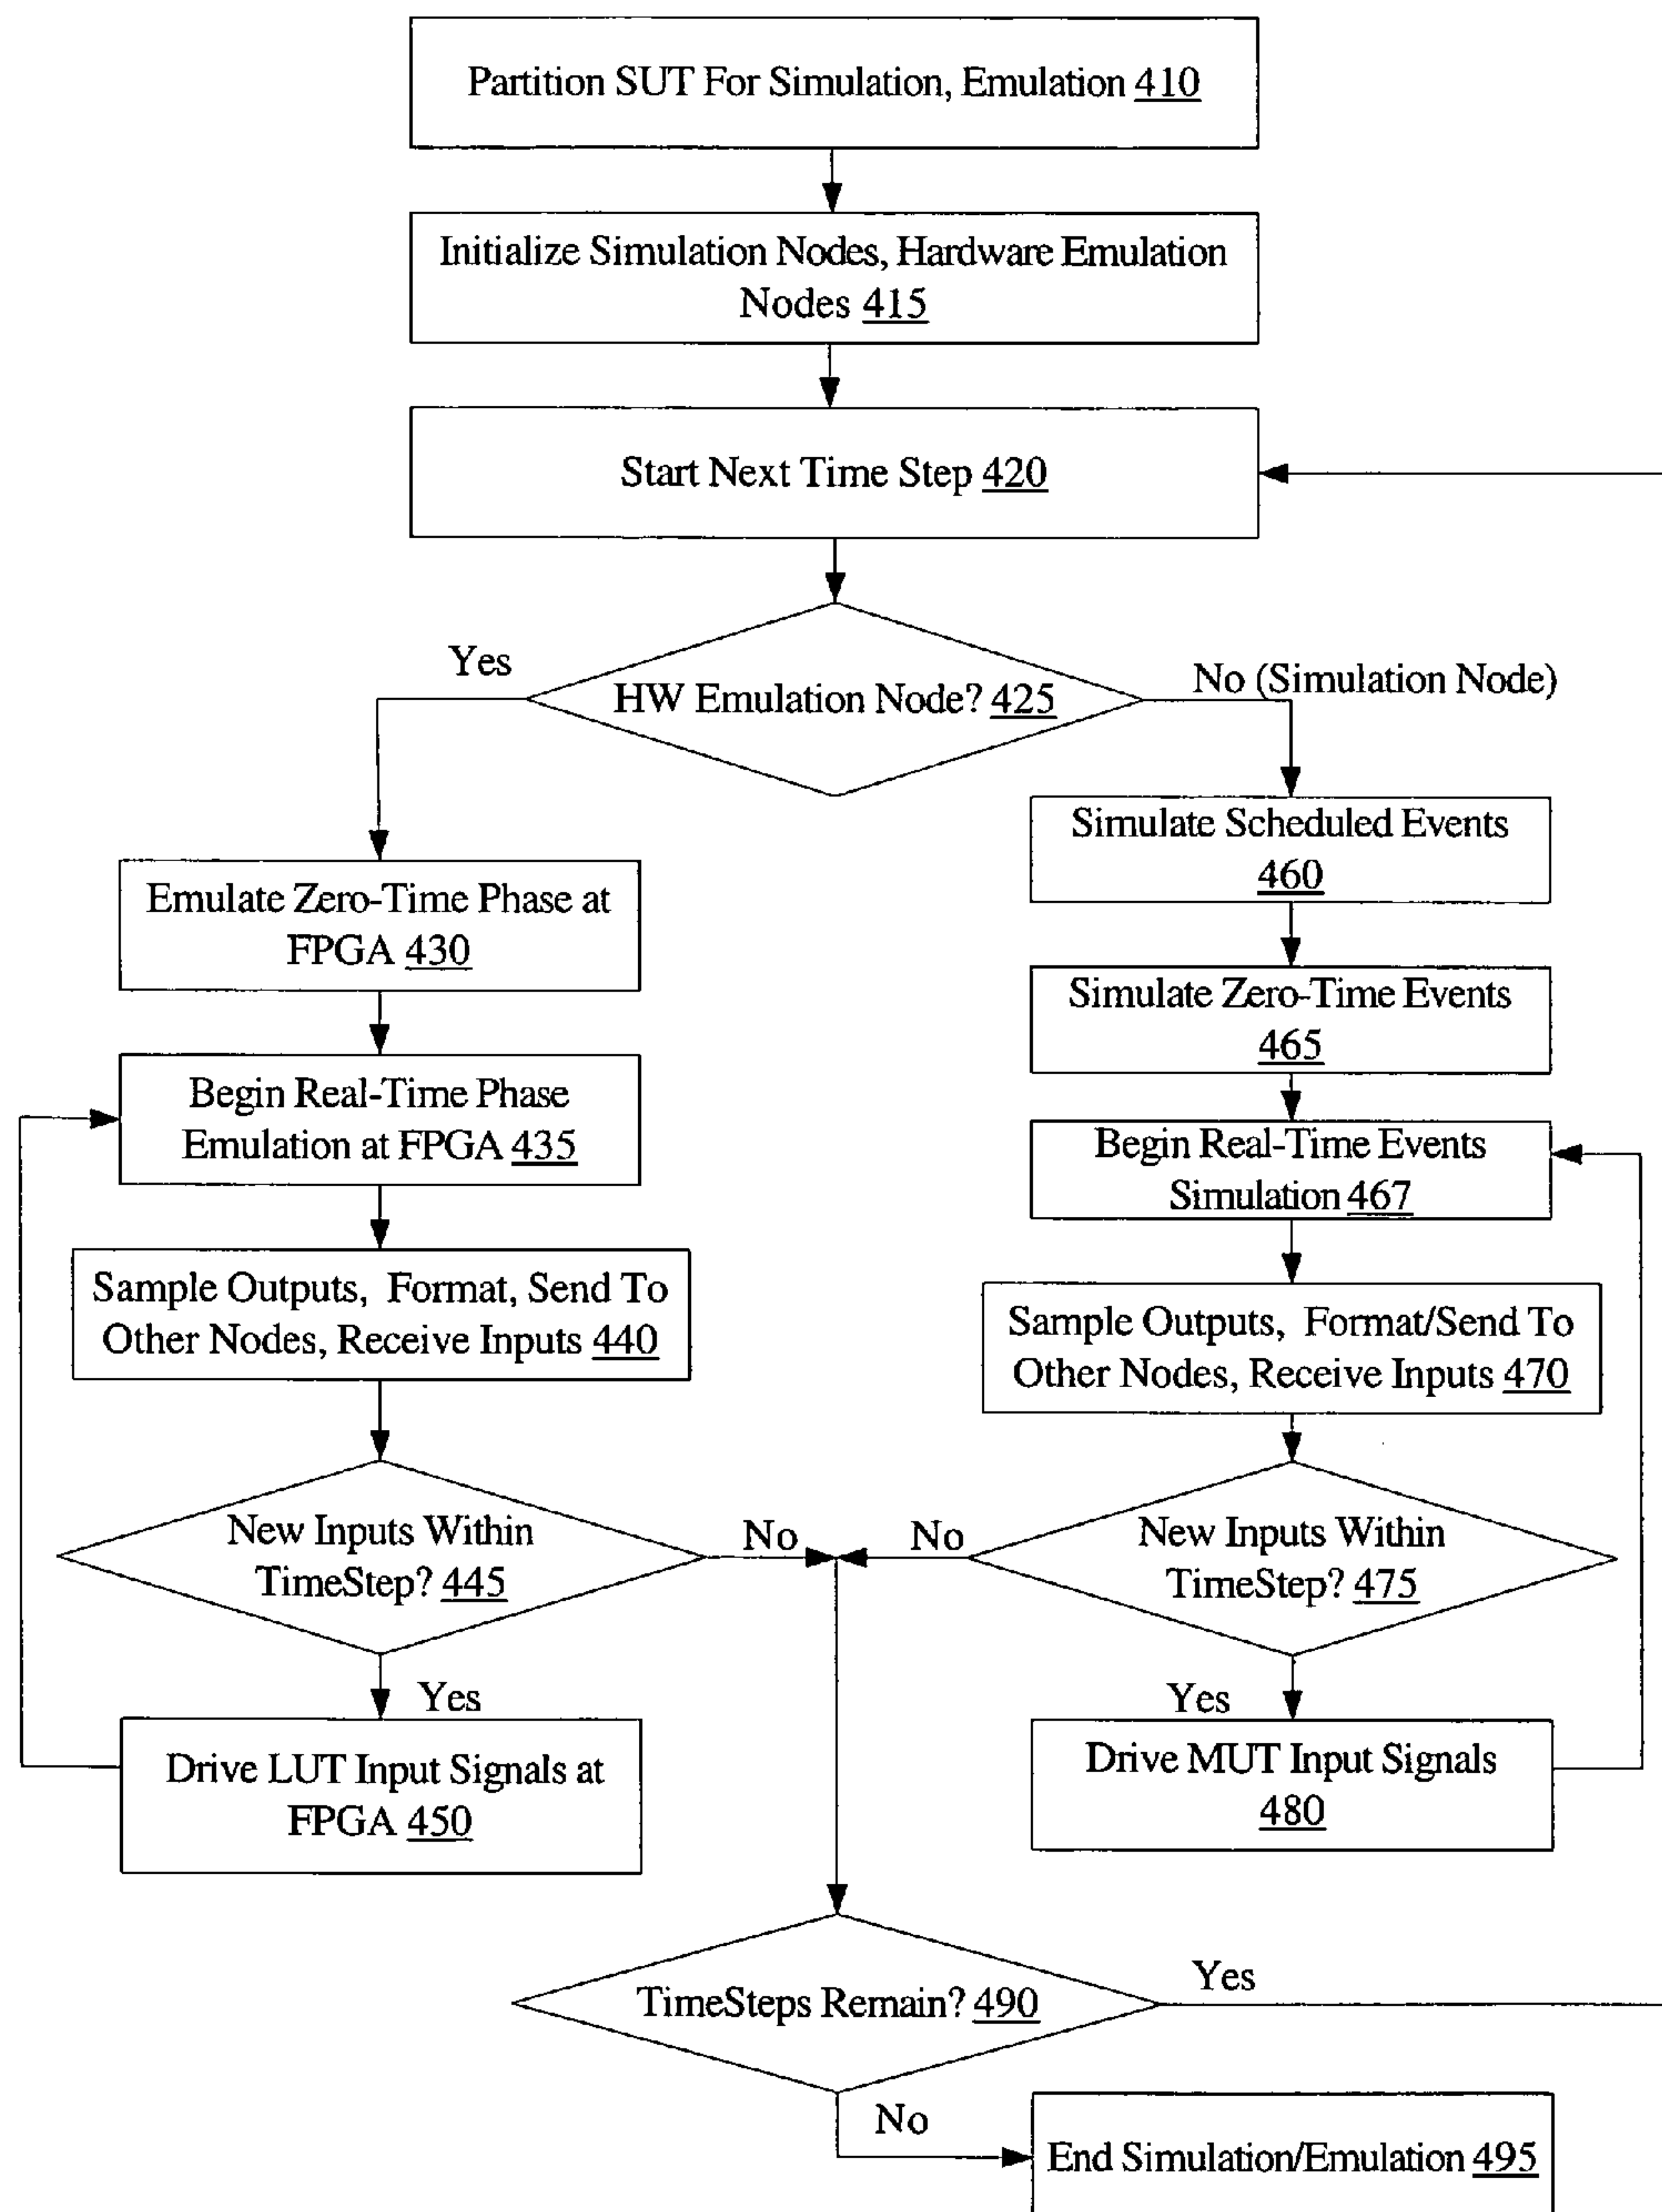 Partition SUT For Simulation, Emulation 410
Initialize Simulation Nodes, Hardware Emulation
Nodes 415
Start Next Time Step 420
Yes
HW Emulation Node? 425
No (Simulation Node)
Emulate Zero-Time Phase at
FPGA 430
Begin Real-Time Phase
Emulation at FPGA 435
Sample Outputs, Format, Send To
Other Nodes, Receive Inputs 440
New Inputs Within
TimeStep? 445
No
Yes
Drive LUT Input Signals at
FPGA 450
Simulate Scheduled Events
460
Simulate Zero-Time Events
465
Begin Real-Time Events
Simulation 467
Sample Outputs, Format/Send To
Other Nodes, Receive Inputs 470
New Inputs Within
TimeStep? 475
No
Yes
Drive MUT Input Signals
480
TimeSteps Remain? 490
Yes
No
End Simulation/Emulation 495